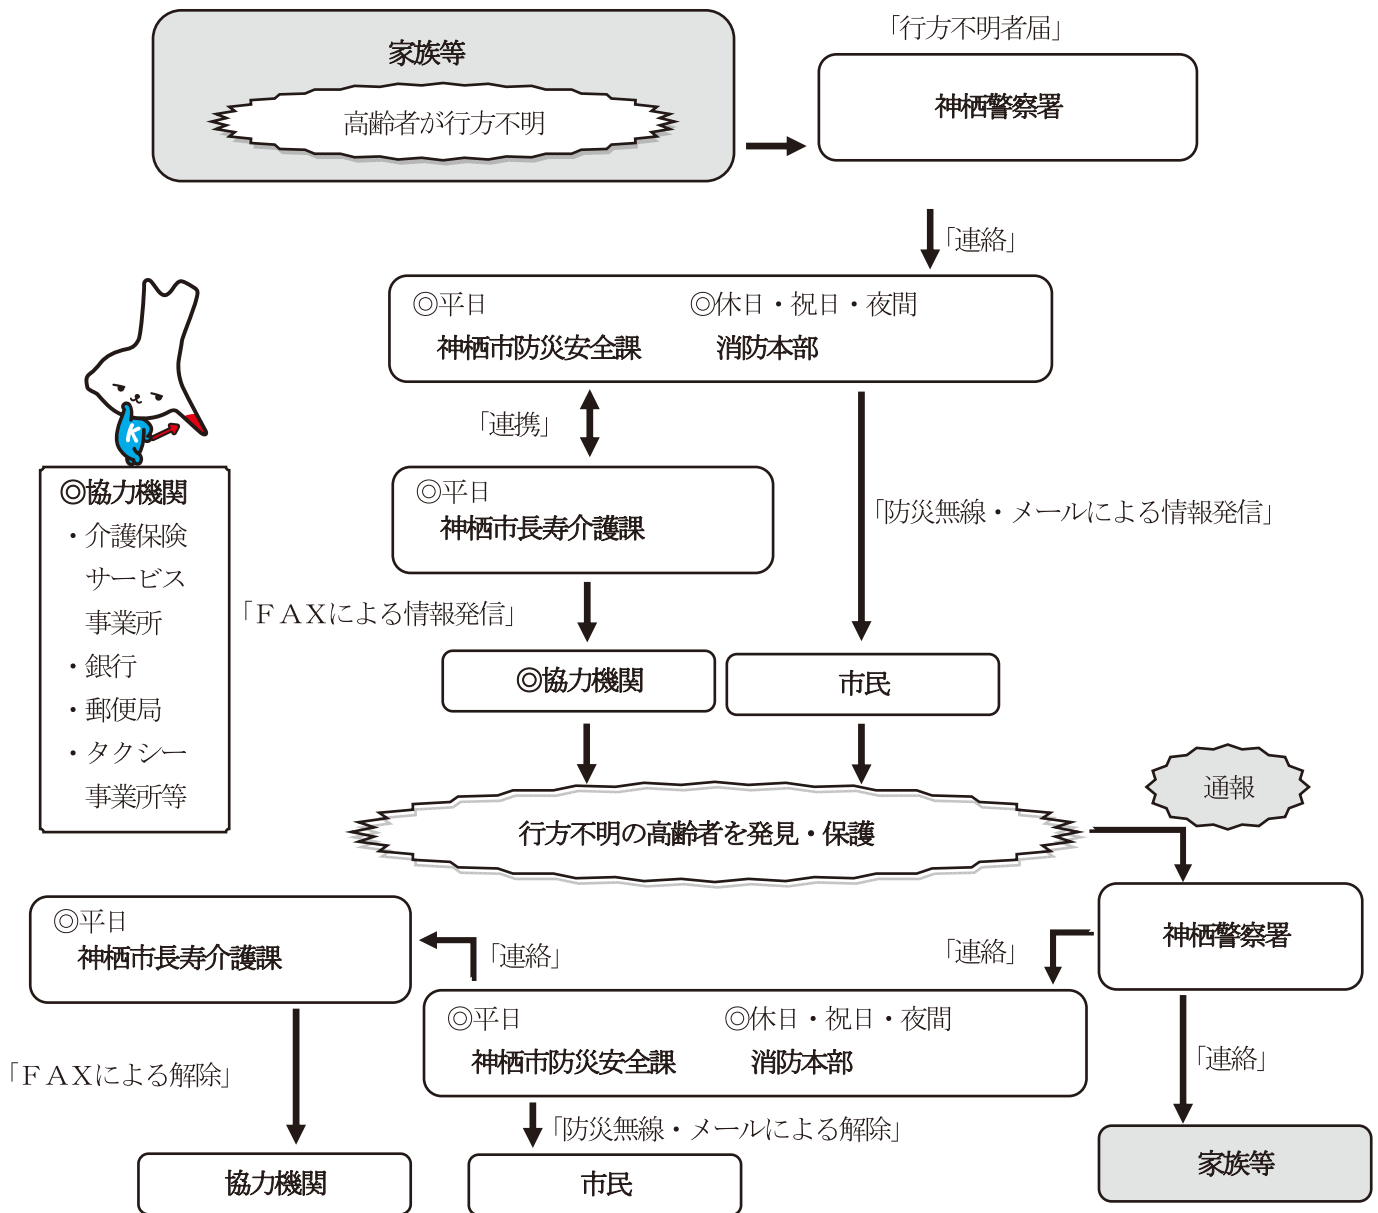 「行方不明者届」
家族等
高齢者が行方不明
神栖警察署
「連絡」
◎平日
◎休日・祝日・夜間
神栖市防災安全課
消防本部
「連携」
◎平日
神栖市長寿介護課
「防災無線・メールによる情報発信」
K
◎協力機関
・介護保険
サービス
事業所
・銀行
・郵便局
・タクシー
事業所等
「ＦＡＸによる情報発信」
◎協力機関
市民
通報
行方不明の高齢者を発見・保護
◎平日
神栖市長寿介護課
「連絡」
「連絡」
神栖警察署
◎平日
◎休日・祝日・夜間
神栖市防災安全課
消防本部
「連絡」
「ＦＡＸによる解除」
「防災無線・メールによる解除」
協力機関
市民
家族等